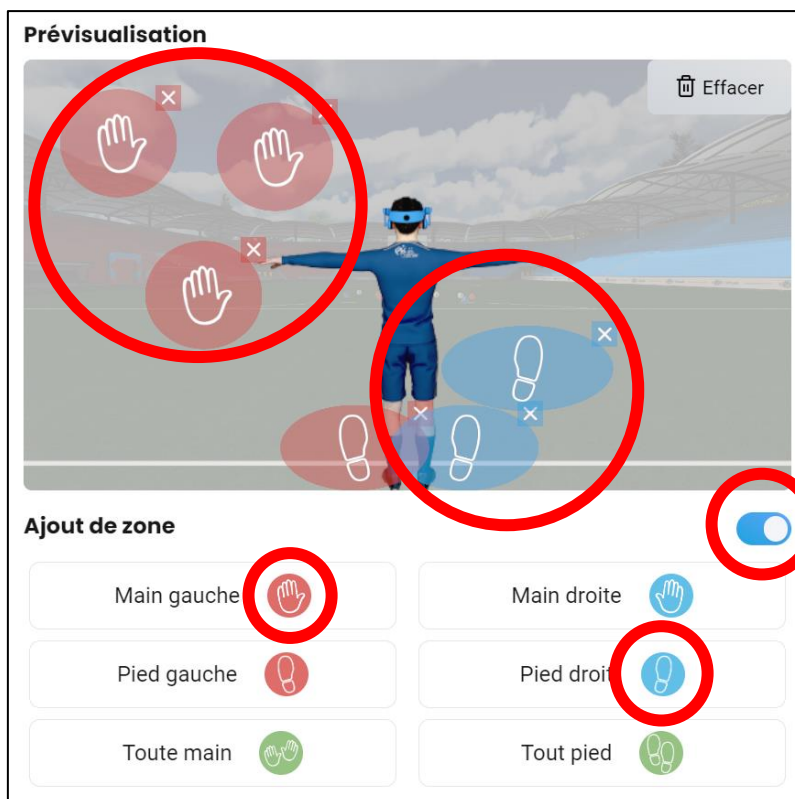 Prévisualisation
Effacer
Ajout de zone
Main gauche
Main droite
Pied gauche
Pied droit
Toute main
Tout pied